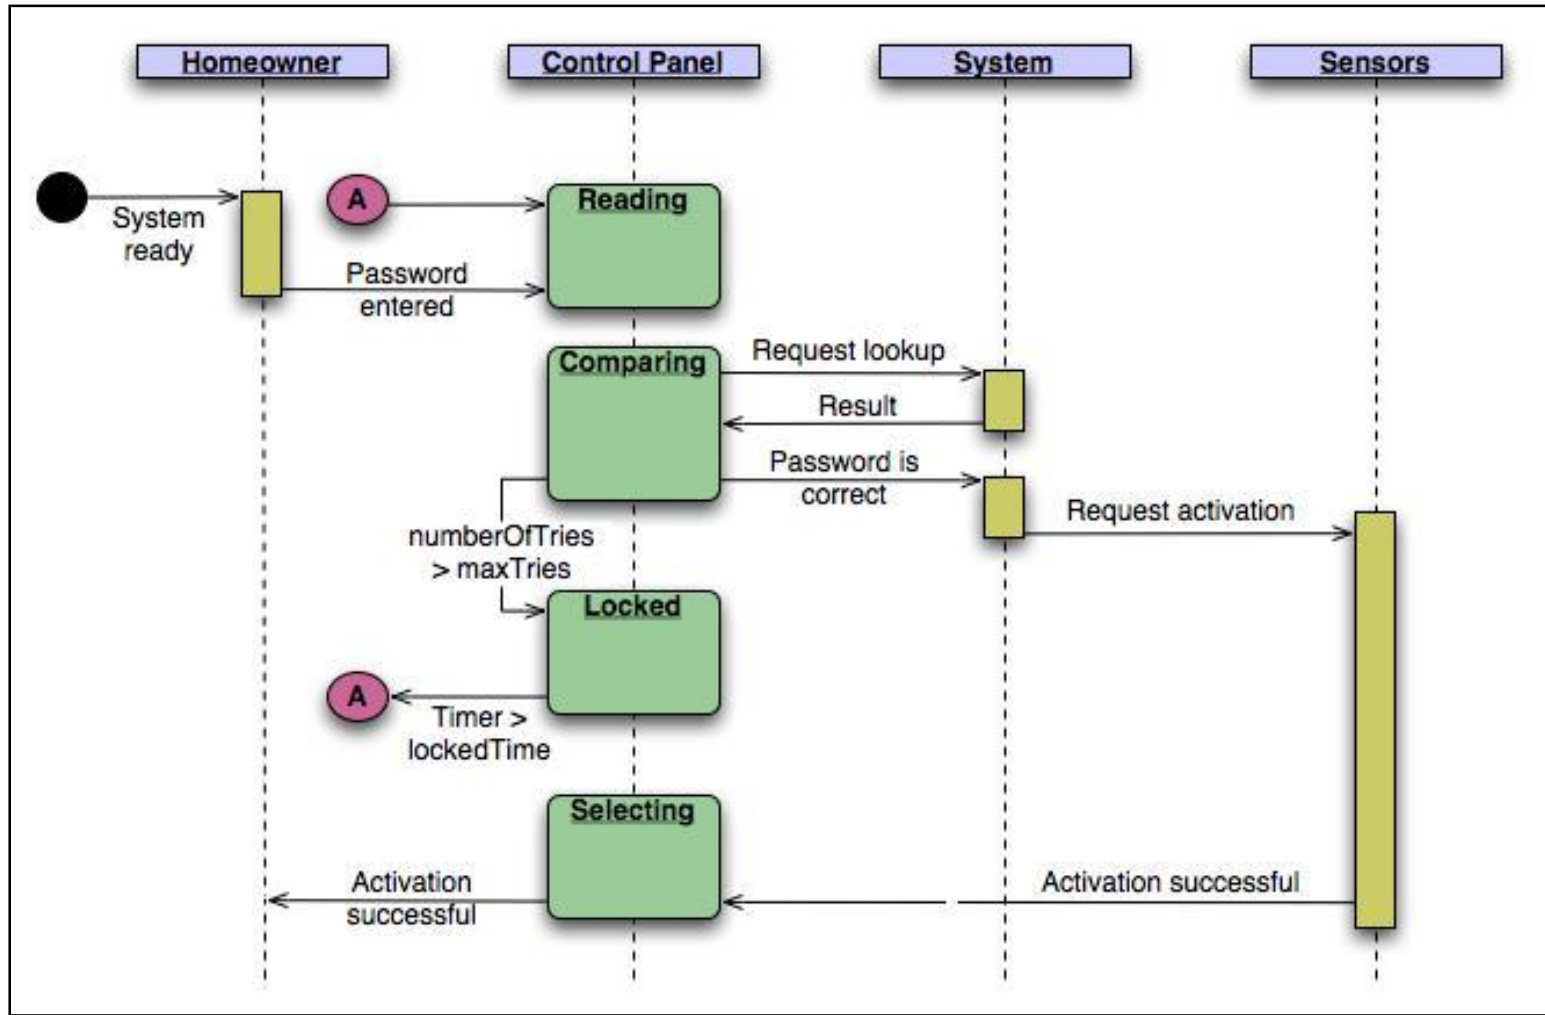 Homeowner
Control Panel
System
Sensors
System
ready
A
Reading
Password
entered
Comparing
Request lookup
Result
Password is
correct
Request activation
numberOfTries
> maxTries
Locked
A
Timer >
lockedTime
Selecting
Activation
successful
Activation successful